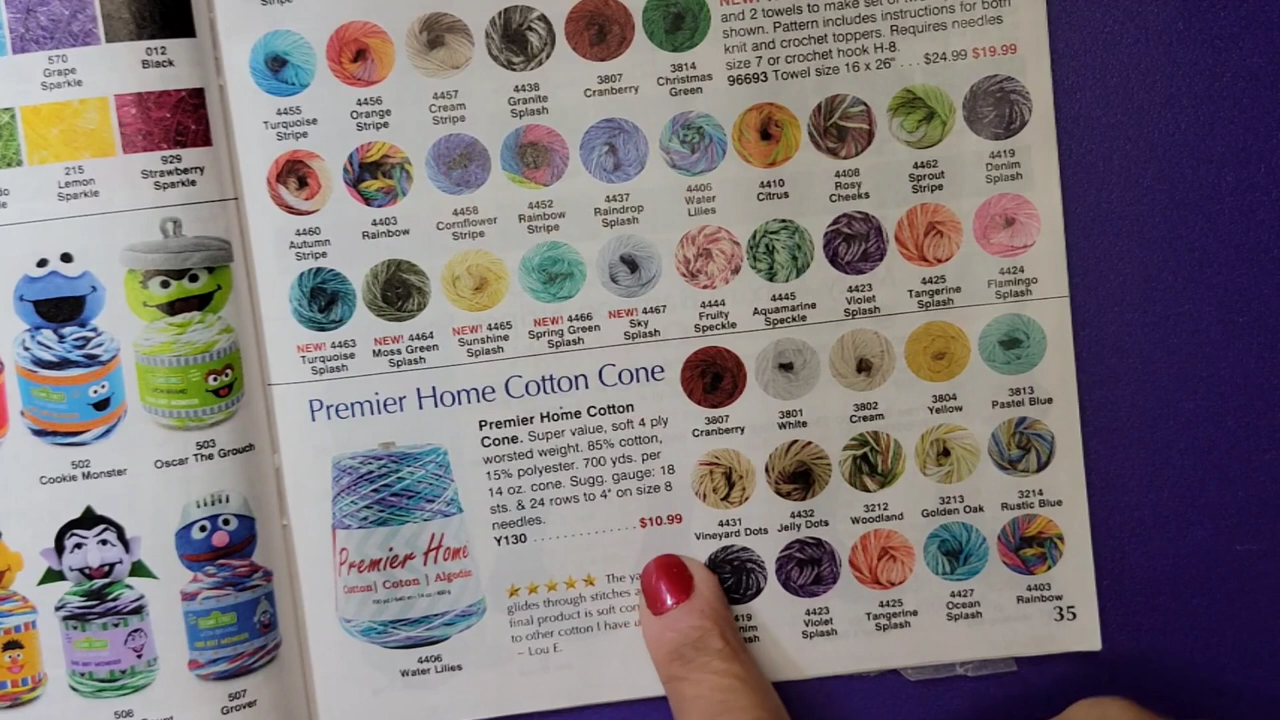 Stripe
570
Grape
Sparkle
012
Black
215
Lemon
Sparkle
929
Strawberry
Sparkle
502
Cookie Monster
503
Oscar The Grouch
507
Grover
508
and 2 towels to make set of
shown. Pattern includes instructions for both
knit and crochet toppers. Requires needles
size 7 or crochet hook H-8.
96693 Towel size 16 x 26" . . . $24.99 $19.99
4455
Turquoise
Stripe
4456
Orange
Stripe
4457
Cream
Stripe
4438
Granite
Splash
3807
Cranberry
3814
Christmas
Green
4460
Autumn
Stripe
4403
Rainbow
4458
Cornflower
Stripe
4452
Rainbow
Stripe
4437
Raindrop
Splash
4406
Water
Lilies
4410
Citrus
4408
Rosy
Cheeks
4462
Sprout
Stripe
4419
Denim
Splash
NEW! 4463
Turquoise
Splash
NEW! 4464
Moss Green
Splash
NEW! 4465
Sunshine
Splash
NEW! 4466
Spring Green
Splash
NEW! 4467
Sky
Splash
4444
Fruity
Speckle
4445
Aquamarine
Speckle
4423
Violet
Splash
4425
Tangerine
Splash
4424
Flamingo
Splash
Premier Home Cotton Cone
Premier Home Cotton
Cone. Super value, soft 4 ply
worsted weight. 85% cotton,
15% polyester. 700 yds. per
14 oz. cone. Sugg. gauge: 18
sts. & 24 rows to 4" on size 8
needles.
Y130 . . . . . . . . . . . . . $10.99
Premier Home
Cotton | Coton | Algodón
4406
Water Lilies
The
glides through stitches
final product is soft
to other cotton I have
– Lou E.
3807
Cranberry
3801
White
3802
Cream
3804
Yellow
3813
Pastel Blue
4431
Vineyard Dots
4432
Jelly Dots
3212
Woodland
3213
Golden Oak
3214
Rustic Blue
4423
Violet
Splash
4425
Tangerine
Splash
4427
Ocean
Splash
4403
Rainbow
35